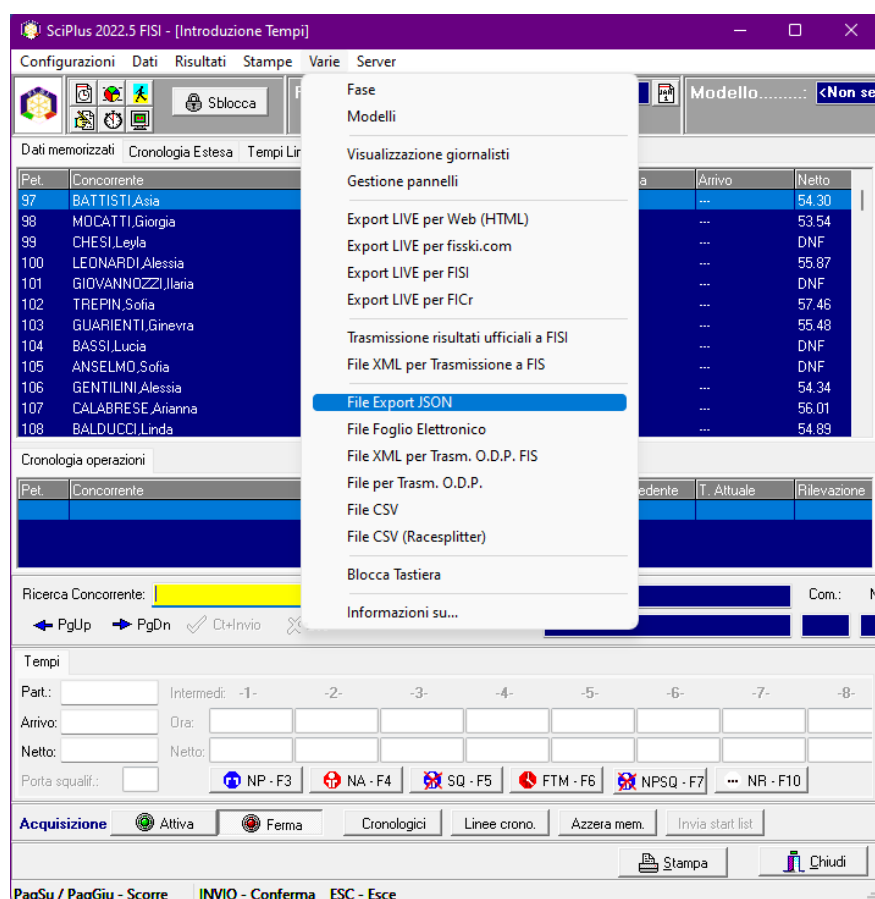 SciPlus 2022.5 FISI - [Introduzione Tempi]
Configurazioni Dati Risultati Stampe Varie Server
Sblocca
Modello.........: <Non se
Dati memorizzati Cronologia Estesa Tempi Lin
Pet. Concorrente a Arrivo Netto
97 BATTISTI,Asia --- 54.30
98 MOCATTI,Giorgia --- 53.54
99 CHESI,Leyla --- DNF
100 LEONARDI,Alessia --- 55.87
101 GIOVANNOZZI,Ilaria --- DNF
102 TREPIN,Sofia --- 57.46
103 GUARIENTI,Ginevra --- 55.48
104 BASSI,Lucia --- DNF
105 ANSELMO,Sofia --- DNF
106 GENTILINI,Alessia --- 54.34
107 CALABRESE,Arianna --- 56.01
108 BALDUCCI,Linda --- 54.89
Fase
Modelli
Visualizzazione giornalisti
Gestione pannelli
Export LIVE per Web (HTML)
Export LIVE per fisski.com
Export LIVE per FISI
Export LIVE per FICr
Trasmissione risultati ufficiali a FISI
File XML per Trasmissione a FIS
File Export JSON
File Foglio Elettronico
File XML per Trasm. O.D.P. FIS
File per Trasm. O.D.P.
File CSV
File CSV (Racesplitter)
Blocca Tastiera
Informazioni su...
Cronologia operazioni
Pet. Concorrente edente T. Attuale Rilevazione
Ricerca Concorrente: Com.: N
PgUp PgDn Ct+Invio
Tempi
Part.: Intermedi: -1- -2- -3- -4- -5- -6- -7- -8-
Arrivo: Ora:
Netto: Netto:
Porta squalif.: NP - F3 NA - F4 SQ - F5 FTM - F6 NPSQ - F7 NR - F10
Acquisizione Attiva Ferma Cronologici Linee crono. Azzera mem. Invia start list
Stampa Chiudi
PagSu / PagGiu - Scorre INVIO - Conferma ESC - Esce